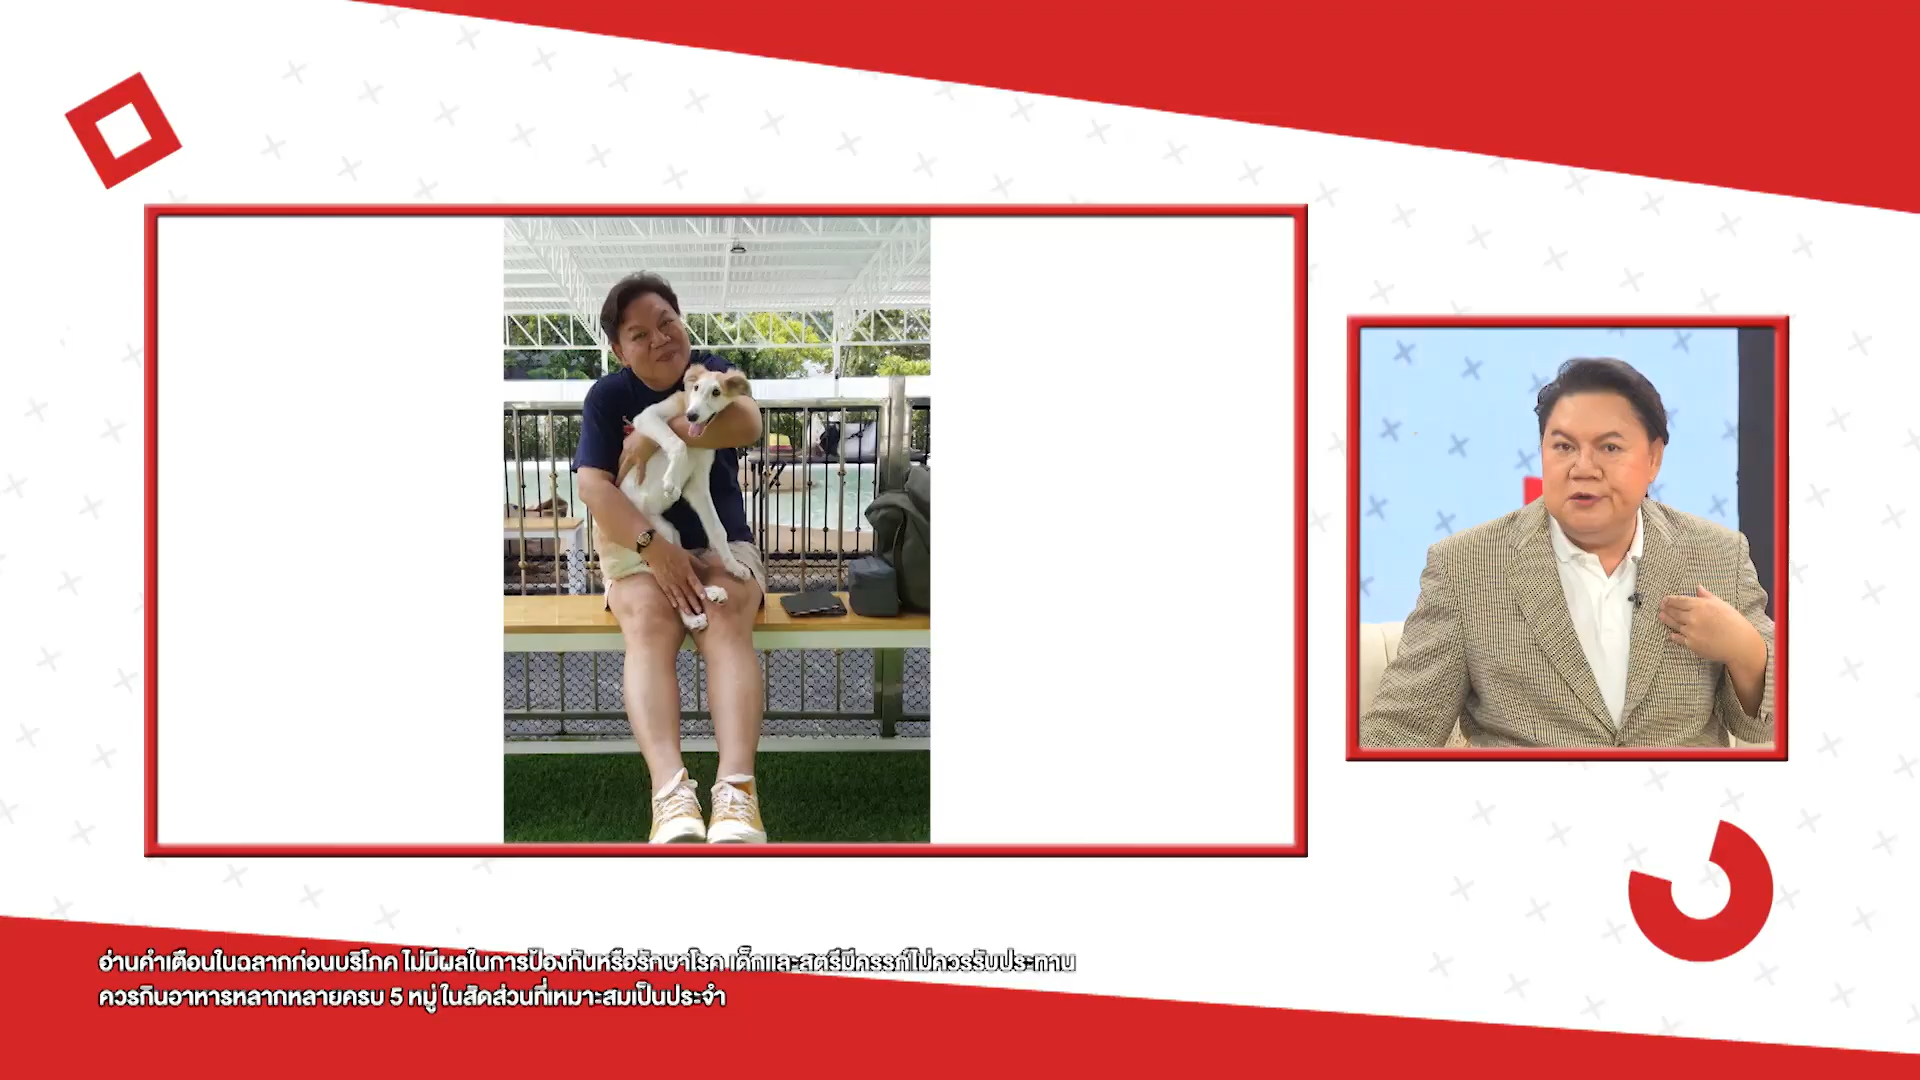 อ่านคำเตือนในฉลากก่อนบริโภค ไม่มีผลในการป้องกันหรือรักษาโรค เด็กและสตรีมีครรภ์ไม่ควรรับประทาน
ควรกินอาหารหลากหลายครบ 5 หมู่ ในสัดส่วนที่เหมาะสมเป็นประจำ